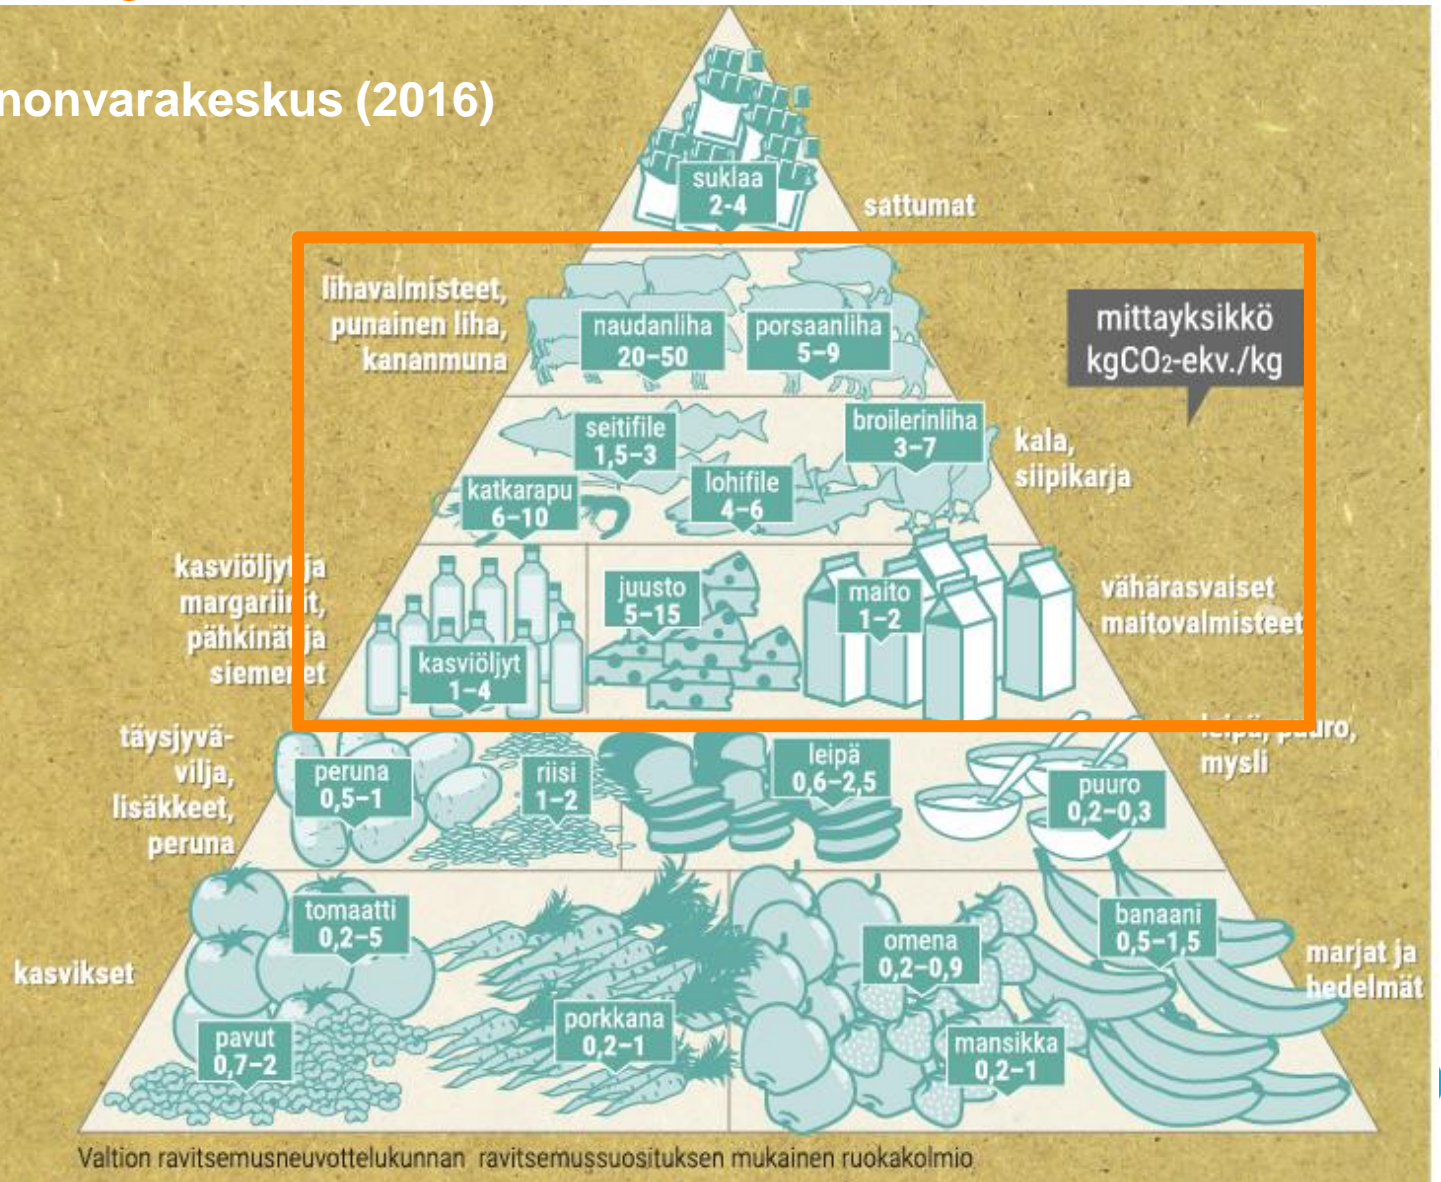 nonvarakeskus (2016)
suklaa
2-4
sattumat
lihavalmisteet,
punainen liha,
kananmuna
naudanliha
20–50
porsaanliha
5–9
mittayksikkö
kgCO2-ekv./kg
seitifile
1,5–3
broilerinliha
3–7
katkarapu
6–10
lohifile
4–6
kala,
siipikarja
kasviöljyt ja
margariinit,
pähkinät ja
siemenet
kasviöljyt
1–4
juusto
5–15
maito
1–2
vähärasvaiset
maitovalmisteet
täysjyvä-
vilja,
lisäkkeet,
peruna
peruna
0,5–1
riisi
1–2
leipä
0,6–2,5
puuro
0,2–0,3
leipä, puuro,
mysli
kasvikset
tomaatti
0,2–5
pavut
0,7–2
porkkana
0,2–1
omena
0,2–0,9
mansikka
0,2–1
banaani
0,5–1,5
marjat ja
hedelmät
Valtion ravitsemusneuvottelukunnan ravitsemussuosituksen mukainen ruokakolmio